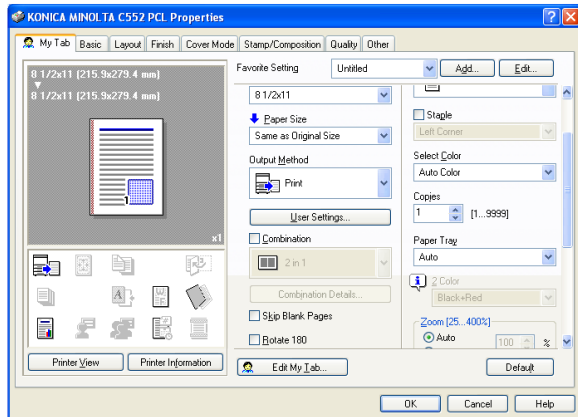 KONICA MINOLTA C552 PCL Properties
My Tab Basic Layout Finish Cover Mode Stamp/Composition Quality Other
8 1/2x11 (215.9x279.4 mm)
8 1/2x11 (215.9x279.4 mm)
1
x1
Printer View Printer Information
Favorite Setting Untitled Add... Edit...
8 1/2x11
Paper Size
Same as Original Size
Output Method
Print
User Settings...
Combination
2 in 1
Combination Details...
Skip Blank Pages
Rotate 180
Staple
Left Corner
Select Color
Auto Color
Copies
1 [1...9999]
Paper Tray
Auto
2 Color
Black+Red
Zoom [25...400%]
Auto 100 %
Edit My Tab... Default
OK Cancel Help